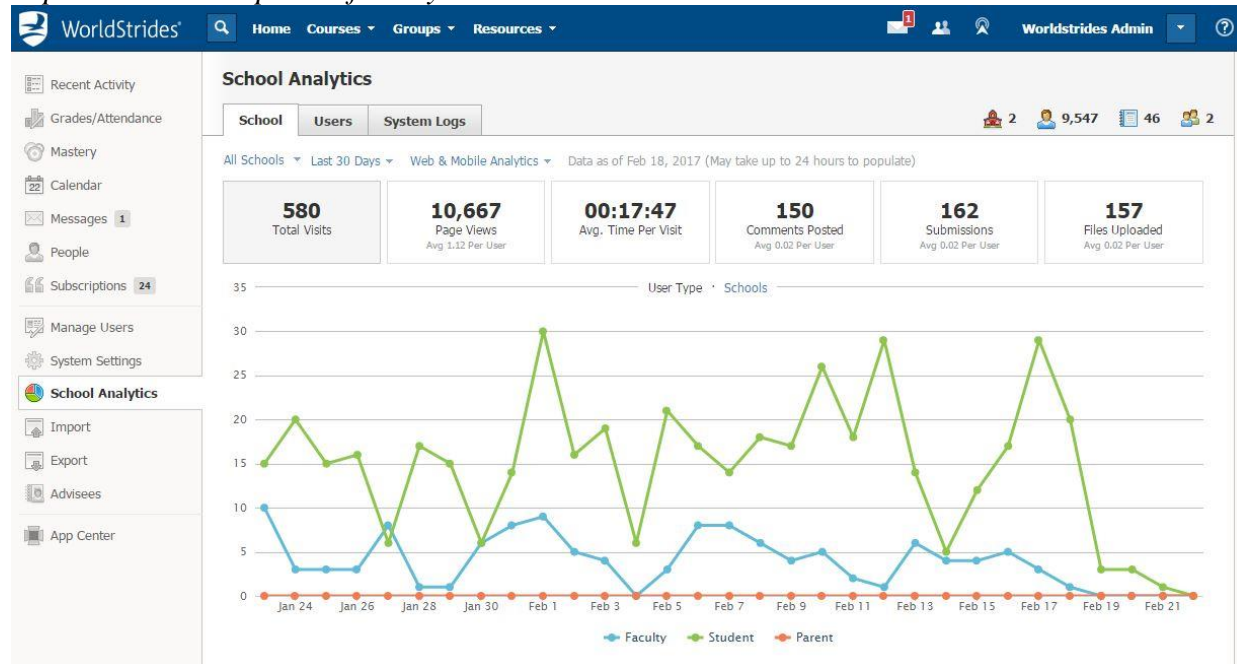 WorldStrides Home Courses Groups Resources 1 Worldstrides Admin
Recent Activity
Grades/Attendance
Mastery
22 Calendar
Messages 1
People
Subscriptions 24
Manage Users
System Settings
School Analytics
Import
Export
Advisees
App Center
School Analytics
School Users System Logs
2 9,547 46 2
All Schools Last 30 Days Web & Mobile Analytics Data as of Feb 18, 2017 (May take up to 24 hours to populate)
580
Total Visits
10,667
Page Views
Avg 1.12 Per User
00:17:47
Avg. Time Per Visit
150
Comments Posted
Avg 0.02 Per User
162
Submissions
Avg 0.02 Per User
157
Files Uploaded
Avg 0.02 Per User
User Type · Schools
35
30
25
20
15
10
5
0
Jan 24 Jan 26 Jan 28 Jan 30 Feb 1 Feb 3 Feb 5 Feb 7 Feb 9 Feb 11 Feb 13 Feb 15 Feb 17 Feb 19 Feb 21
Faculty Student Parent